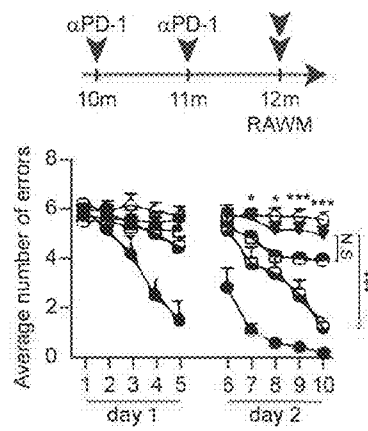 αPD-1 αPD-1
10m 11m 12m
RAWM
Average number of errors
8
6
4
2
0
* * *** ***
N.S
***
1 2 3 4 5 6 7 8 9 10
day 1 day 2